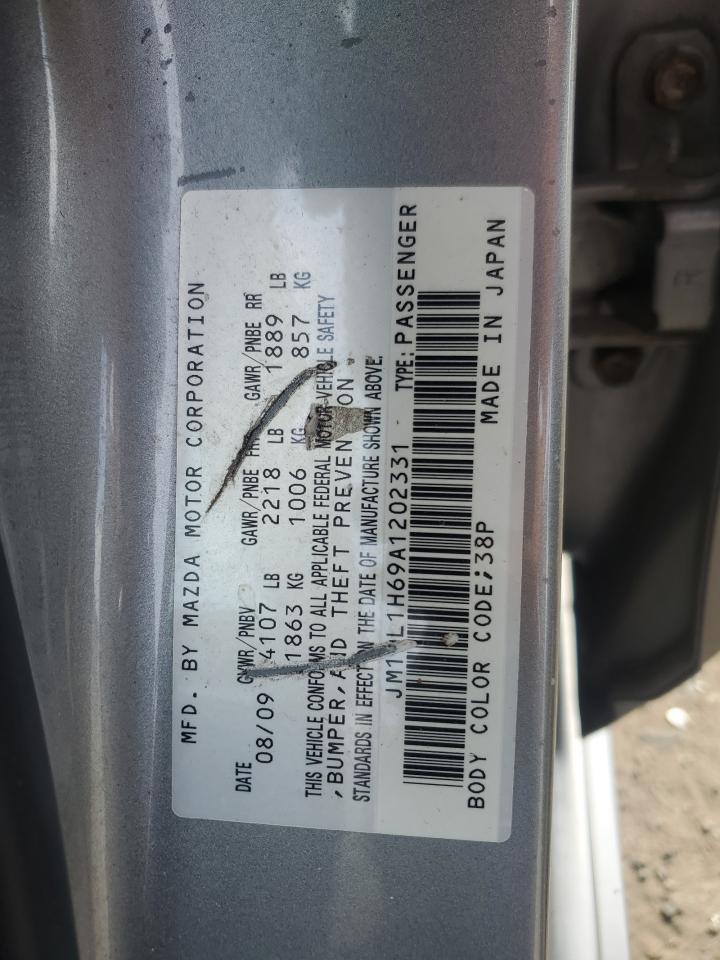 MFD. BY MAZDA MOTOR CORPORATION
DATE GVWR/PNBV GAWR/PNBE GAWR/PNBE RR
08/09 4107 LB 2218 LB 1889 LB
1863 KG 1006 KG 857 KG
THIS VEHICLE CONFORMS TO ALL APPLICABLE FEDERAL MOTOR VEHICLE SAFETY
, BUMPER, AND THEFT PREVENTION
STANDARDS IN EFFECT ON THE DATE OF MANUFACTURE SHOWN ABOVE.
L1H69A1202331 TYPE: PASSENGER
BODY COLOR CODE;38P MADE IN JAPAN